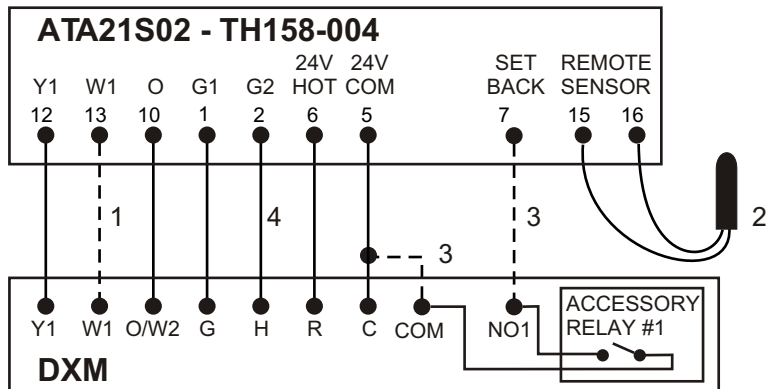 ATA21S02 - TH158-004
24V 24V SET REMOTE
Y1 W1 O G1 G2 HOT COM BACK SENSOR
12 13 10 1 2 6 5 7 15 16
1 4 3 2
3
Y1 W1 O/W2 G H R C COM NO1
ACCESSORY
RELAY #1
DXM